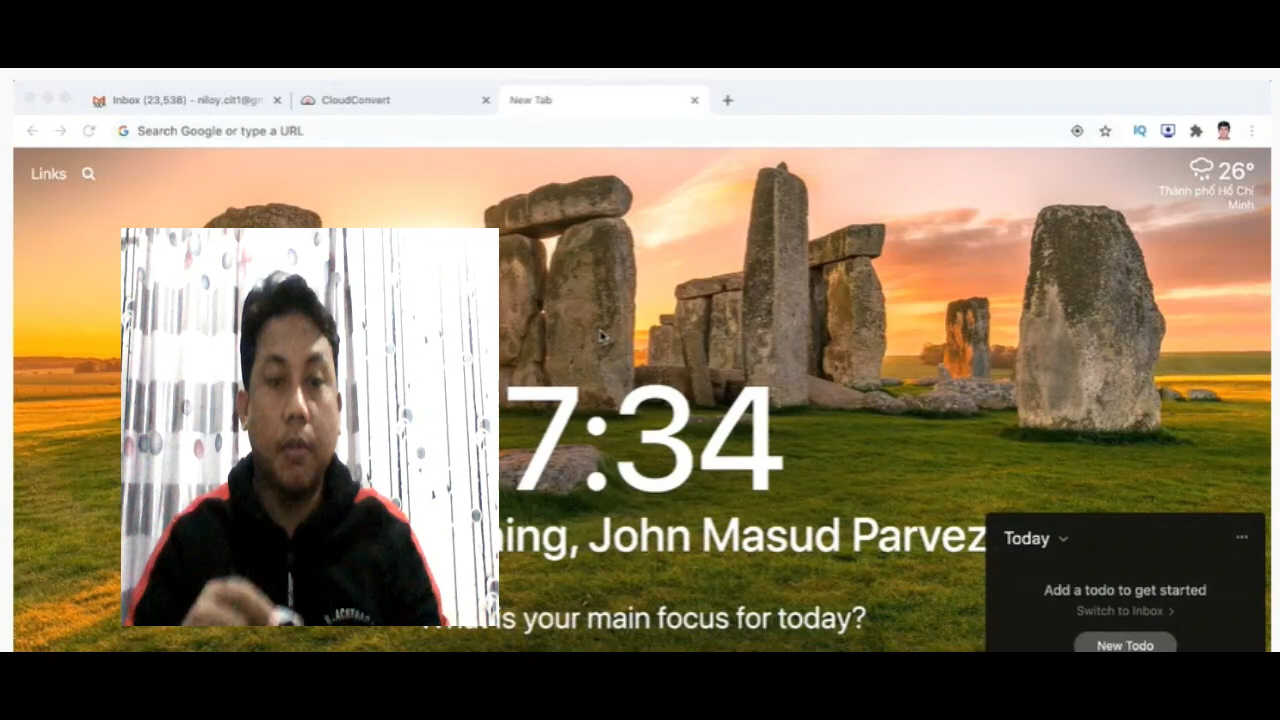 Inbox (23,538) - niloy.cit1@gm
CloudConvert
New Tab
Search Google or type a URL
IQ
Links
26°
Thành phố Hồ Chí
Minh
7:34
ning, John Masud Parvez
is your main focus for today?
Today
Add a todo to get started
Switch to Inbox >
New Todo